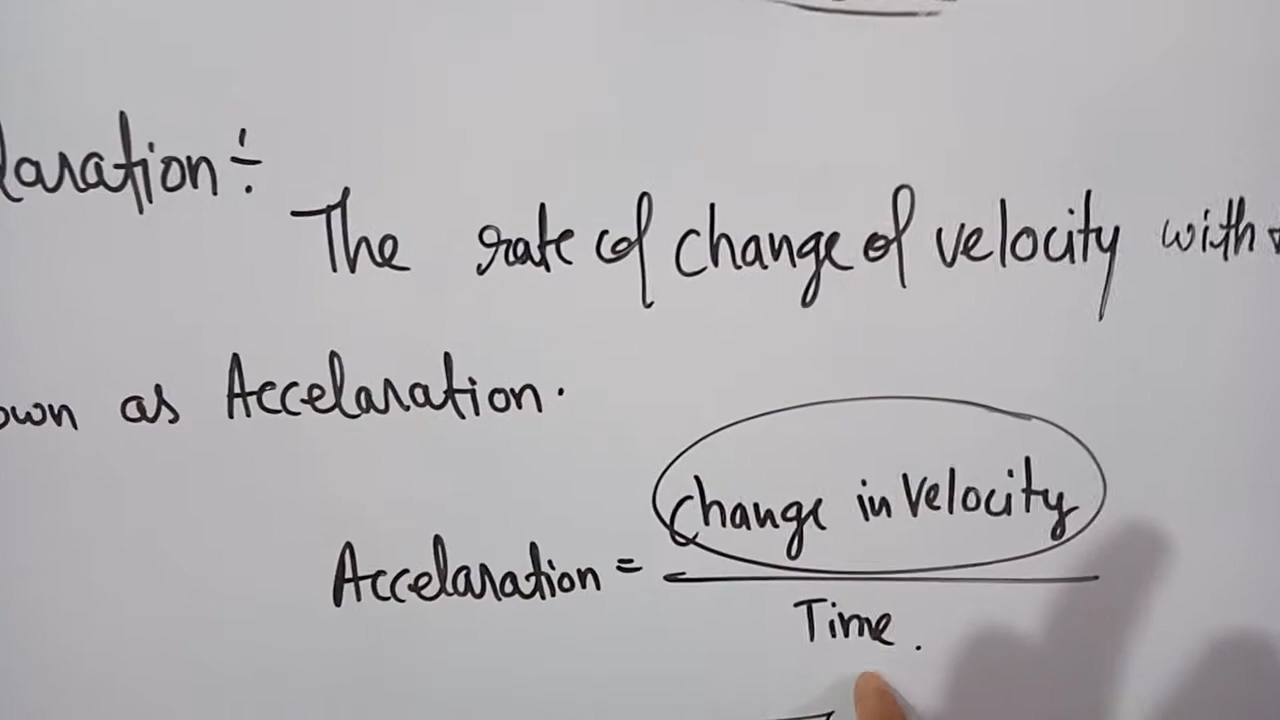 laration :-
The rate of change of velocity with
own as Accelaration.
Accelaration = Change in Velocity
Time.